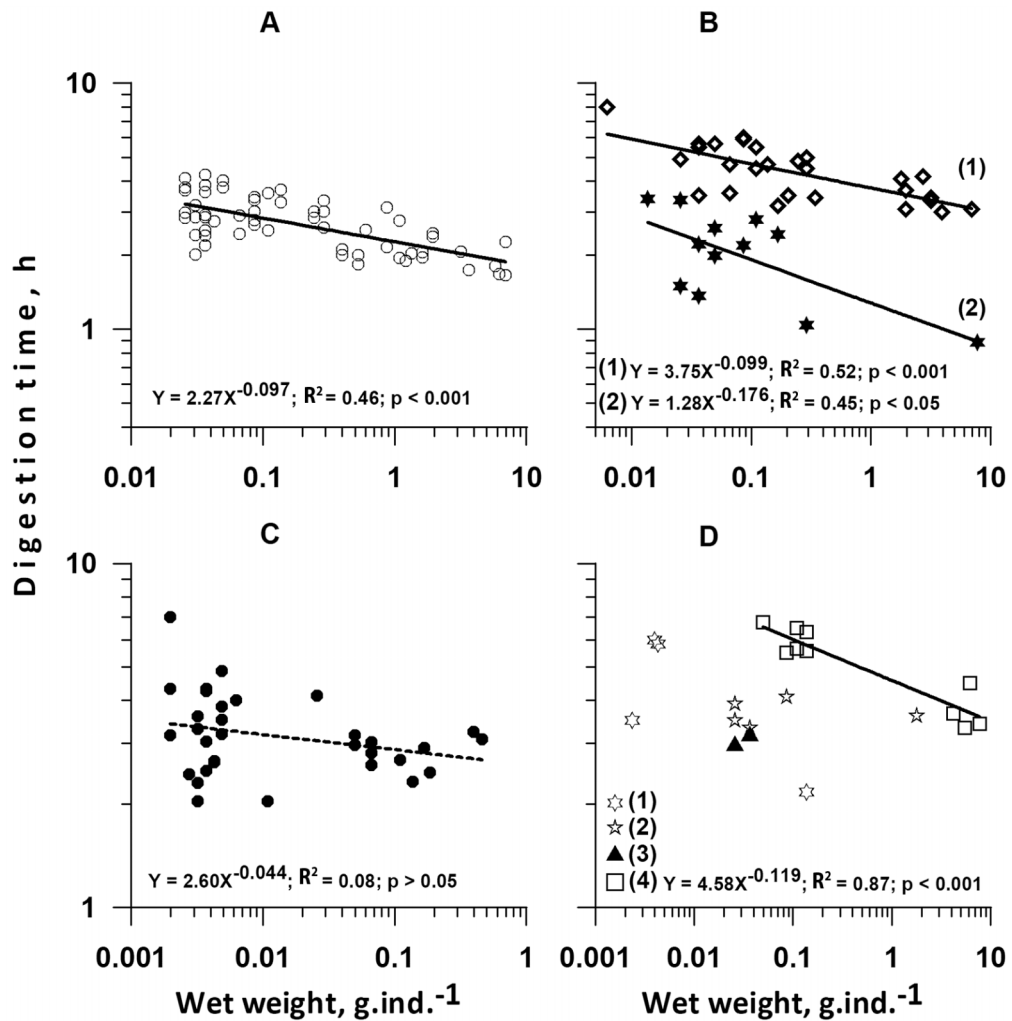 A
B
10
1
Y = 2.27X^-0.097; R² = 0.46; p < 0.001
0.01
0.1
1
10
(1)
(2)
(1) Y = 3.75X^-0.099; R² = 0.52; p < 0.001
(2) Y = 1.28X^-0.176; R² = 0.45; p < 0.05
0.01
0.1
1
10
Digestion time, h
C
D
10
1
Y = 2.60X^-0.044; R² = 0.08; p > 0.05
0.001
0.01
0.1
1
Wet weight, g.ind.^-1
(1)
(2)
(3)
(4) Y = 4.58X^-0.119; R² = 0.87; p < 0.001
0.001
0.01
0.1
1
10
Wet weight, g.ind.^-1